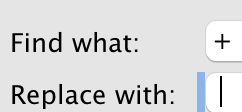 Find what: +
Replace with: